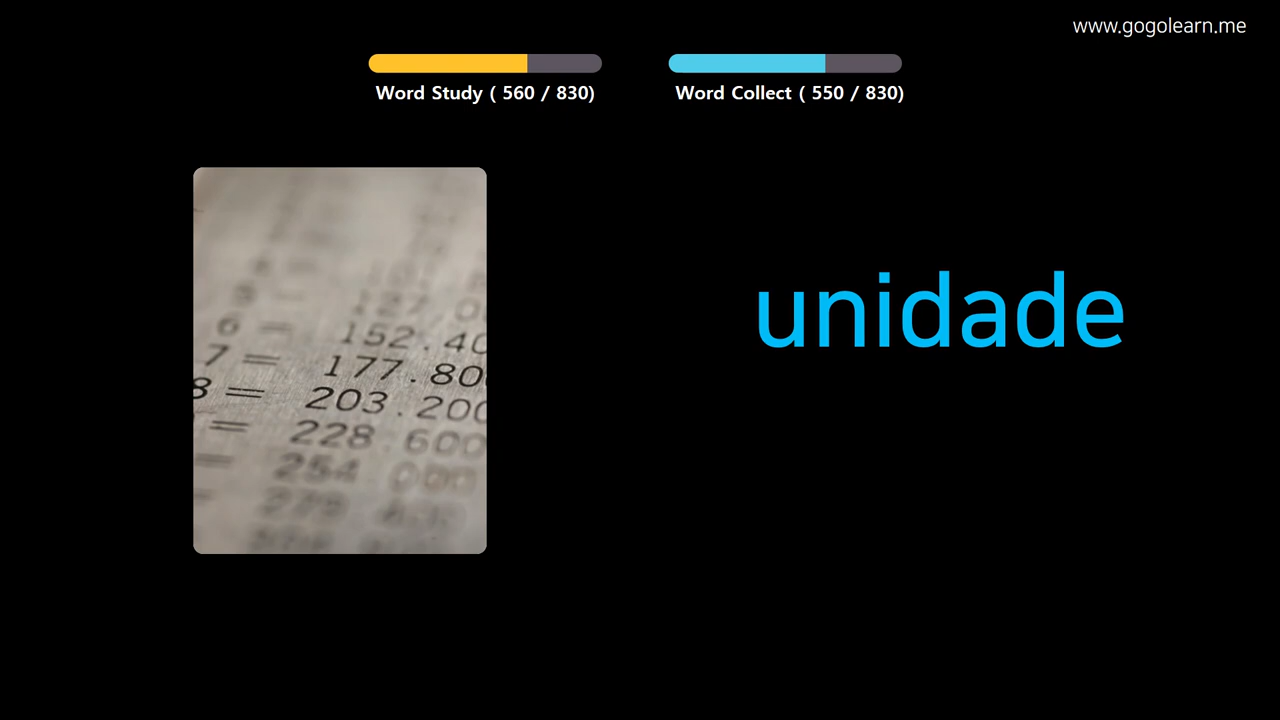 www.gogolearn.me
Word Study ( 560 / 830)
Word Collect ( 550 / 830)
unidade
6 = 152.40
7 = 177.80
8 = 203.200
= 228.600
= 254 000